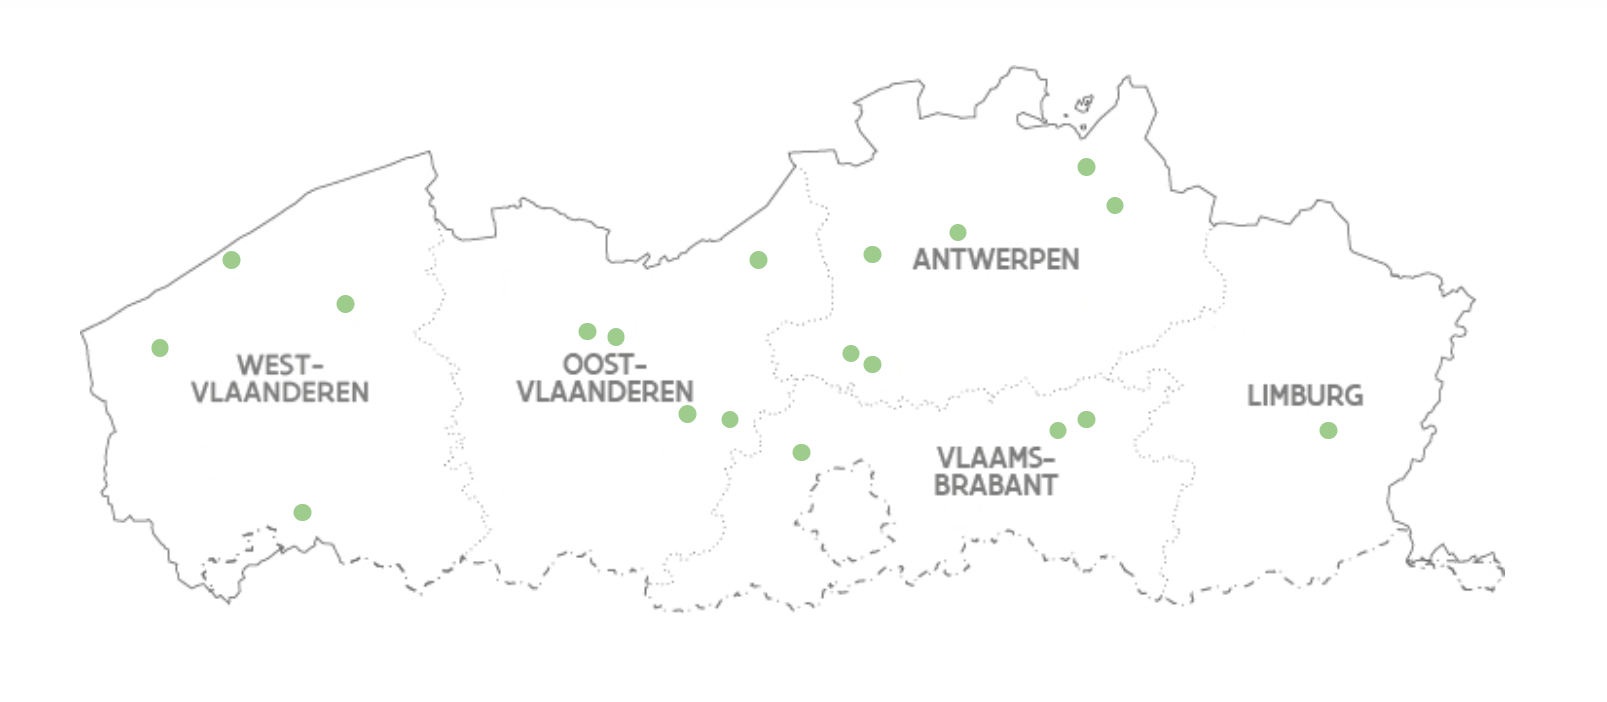 ANTWERPEN
WEST-
VLAANDEREN
OOST-
VLAANDEREN
LIMBURG
VLAAMS-
BRABANT